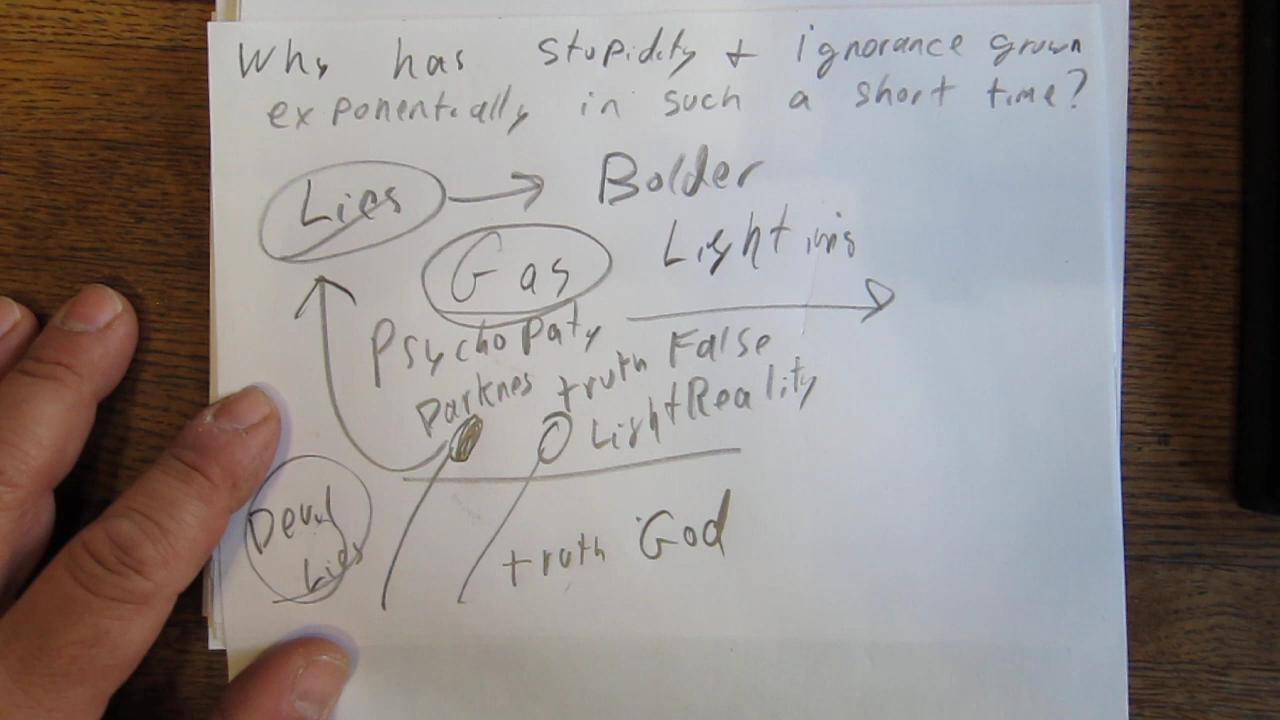 Why has stupidity + ignorance grown
exponentially in such a short time?
Lies → Bolder
Gas Lighting
Psychopaty
truth False
Darknes
Light Reality
Devil
Lies
truth God